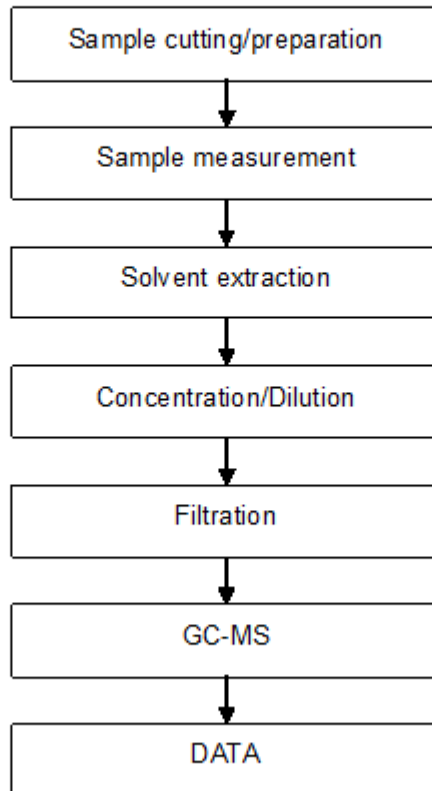 Sample cutting/preparation
Sample measurement
Solvent extraction
Concentration/Dilution
Filtration
GC-MS
DATA